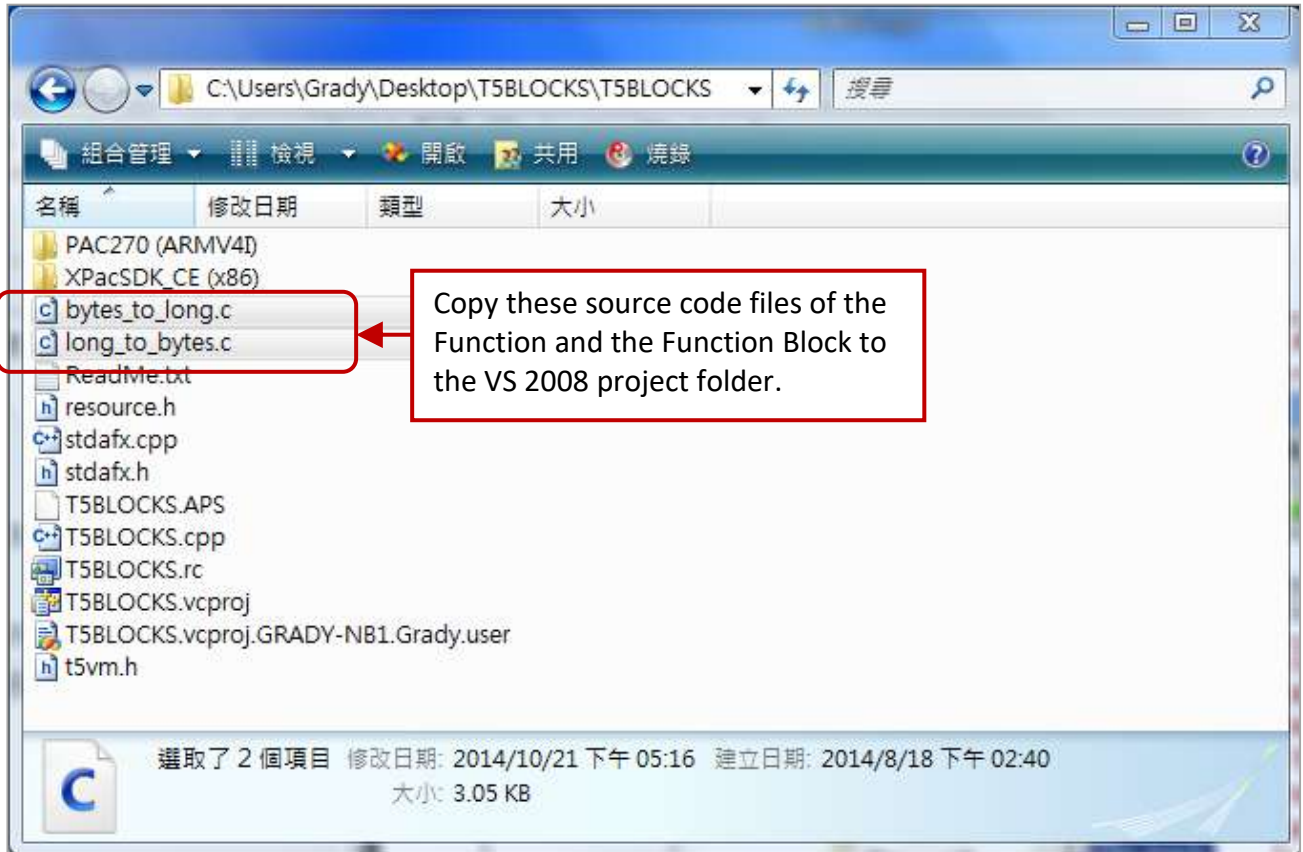 C:\Users\Grady\Desktop\T5BLOCKS\T5BLOCKS 搜尋
組合管理 檢視 開啟 共用 燒錄
名稱 修改日期 類型 大小
PAC270 (ARMV4I)
XPacSDK_CE (x86)
bytes_to_long.c
long_to_bytes.c
ReadMe.txt
resource.h
stdafx.cpp
stdafx.h
T5BLOCKS.APS
T5BLOCKS.cpp
T5BLOCKS.rc
T5BLOCKS.vcproj
T5BLOCKS.vcproj.GRADY-NB1.Grady.user
t5vm.h
Copy these source code files of the
Function and the Function Block to
the VS 2008 project folder.
選取了 2 個項目 修改日期: 2014/10/21 下午 05:16 建立日期: 2014/8/18 下午 02:40
大小: 3.05 KB